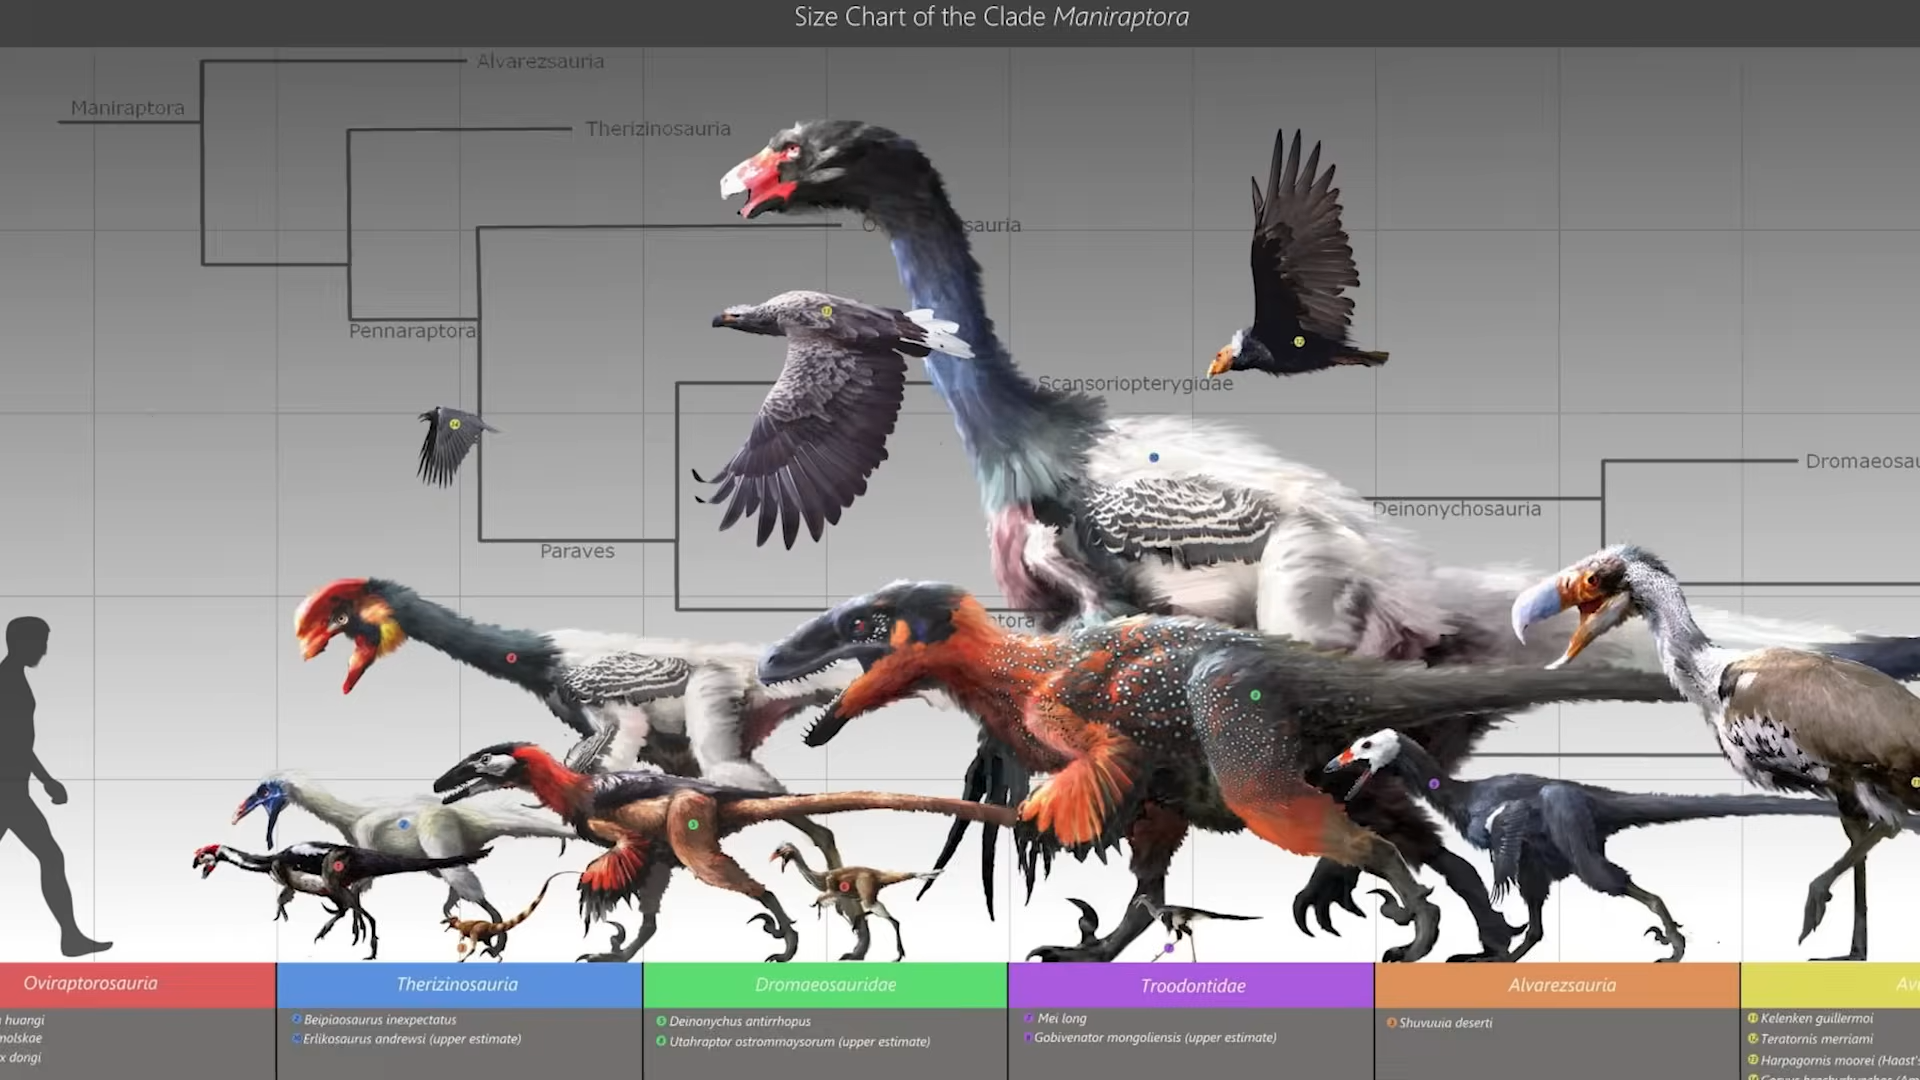 Size Chart of the Clade Maniraptora
Alvarezsauria
Maniraptora
Therizinosauria
sauria
Pennaraptora
Scansoriopterygidae
Dromaeosau
Deinonychosauria
Paraves
ptora
Oviraptorosauria
huangi
molskae
x dongi
Therizinosauria
Beipiaosaurus inexpectatus
Erlikosaurus andrewsi (upper estimate)
Dromaeosauridae
Deinonychus antirrhopus
Utahraptor ostrommaysorum (upper estimate)
Troodontidae
Mei long
Gobivenator mongoliensis (upper estimate)
Alvarezsauria
Shuvuuia deserti
Kelenken guillermoi
Teratornis merriami
Harpagornis moorei (Haast's